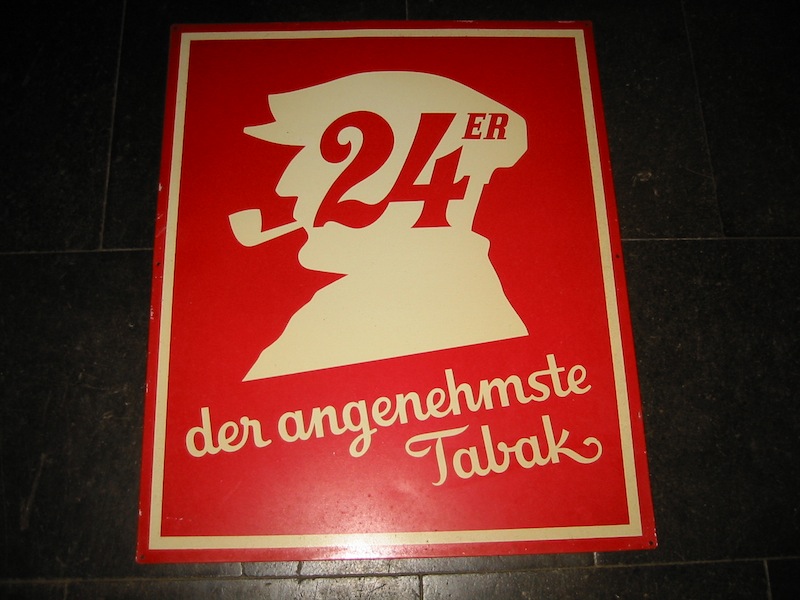 24ER
der angenehmste
Tabak